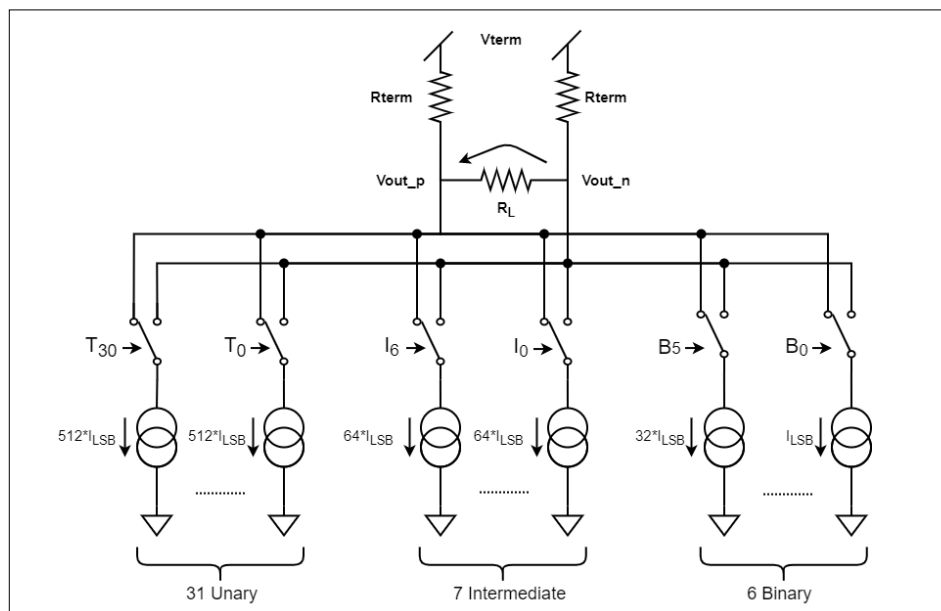 Vterm
Rterm Rterm
Vout_p Vout_n
RL
T30 T0 I6 I0 B5 B0
512*ILSB 512*ILSB 64*ILSB 64*ILSB 32*ILSB ILSB
31 Unary 7 Intermediate 6 Binary